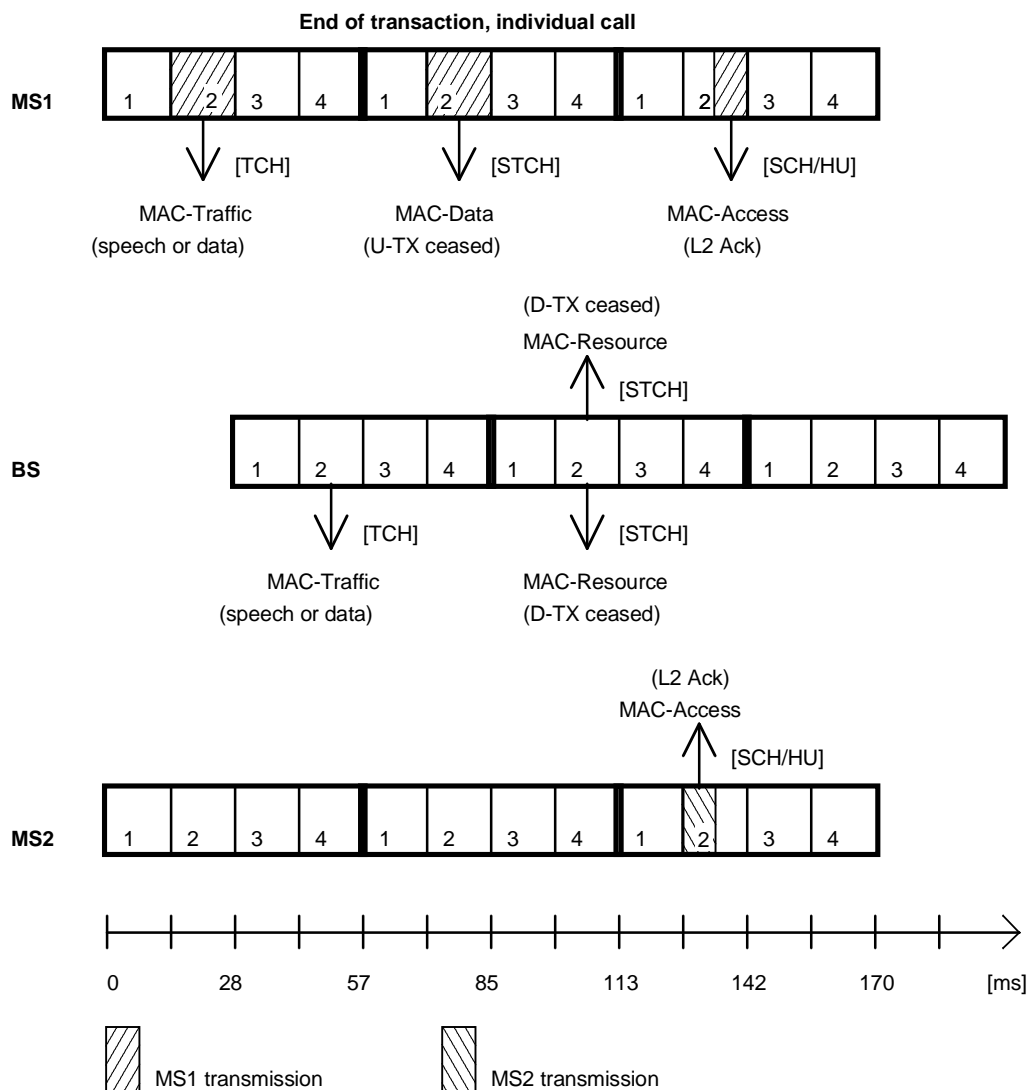 End of transaction, individual call
MS1
1 2 3 4 1 2 3 4 1 2 3 4
[TCH] [STCH] [SCH/HU]
MAC-Traffic MAC-Data MAC-Access
(speech or data) (U-TX ceased) (L2 Ack)
(D-TX ceased)
MAC-Resource
[STCH]
BS
1 2 3 4 1 2 3 4 1 2 3 4
[TCH] [STCH]
MAC-Traffic MAC-Resource
(speech or data) (D-TX ceased)
(L2 Ack)
MAC-Access
[SCH/HU]
MS2
1 2 3 4 1 2 3 4 1 2 3 4
0 28 57 85 113 142 170 [ms]
MS1 transmission MS2 transmission